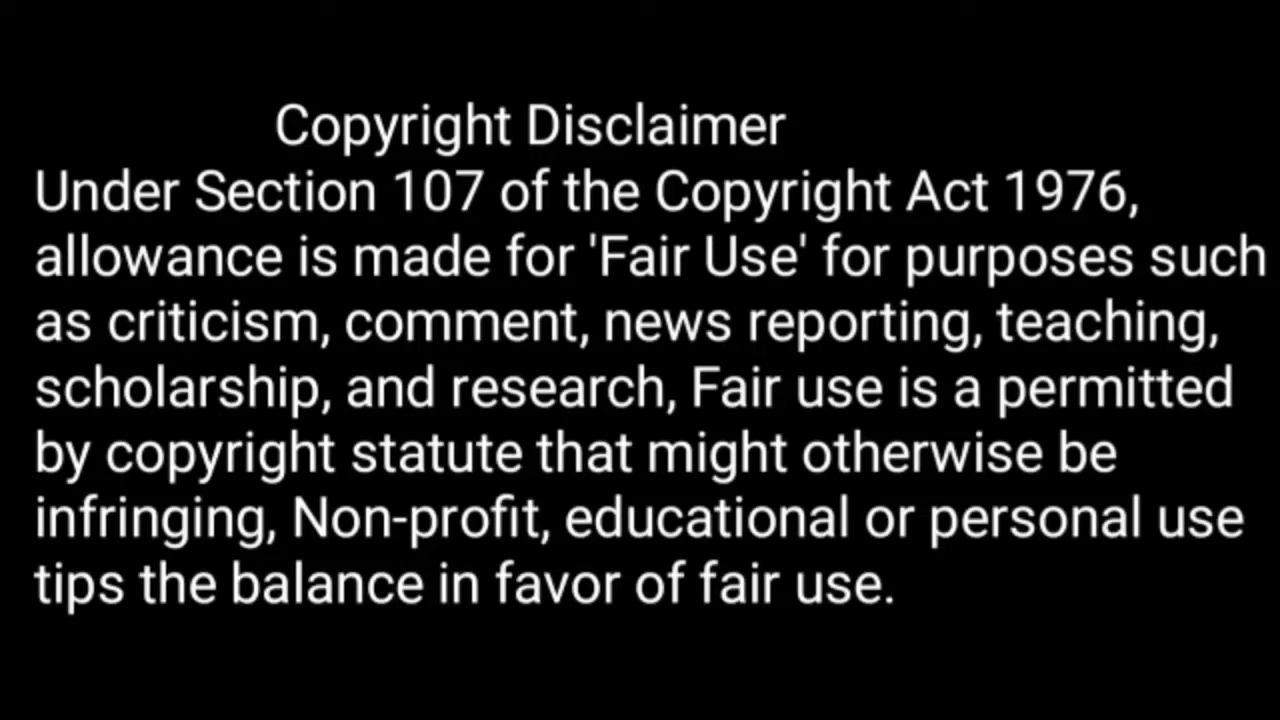 Copyright Disclaimer
Under Section 107 of the Copyright Act 1976,
allowance is made for 'Fair Use' for purposes such
as criticism, comment, news reporting, teaching,
scholarship, and research, Fair use is a permitted
by copyright statute that might otherwise be
infringing, Non-profit, educational or personal use
tips the balance in favor of fair use.